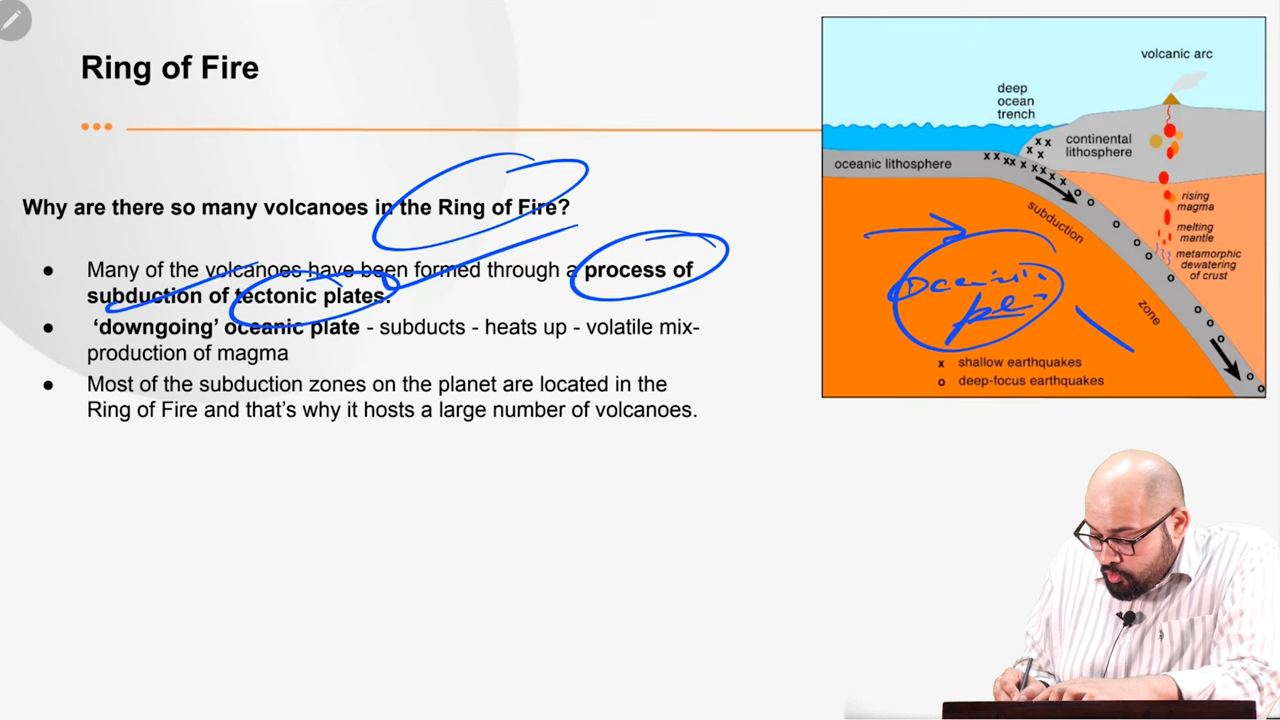 Ring of Fire
Why are there so many volcanoes in the Ring of Fire?
● Many of the volcanoes have been formed through a process of
subduction of tectonic plates.
● ‘downgoing’ oceanic plate - subducts - heats up - volatile mix-
production of magma
● Most of the subduction zones on the planet are located in the
Ring of Fire and that’s why it hosts a large number of volcanoes.
volcanic arc
deep
ocean
trench
continental
lithosphere
oceanic lithosphere
subduction
zone
rising
magma
melting
mantle
metamorphic
dewatering
of crust
x shallow earthquakes
o deep-focus earthquakes